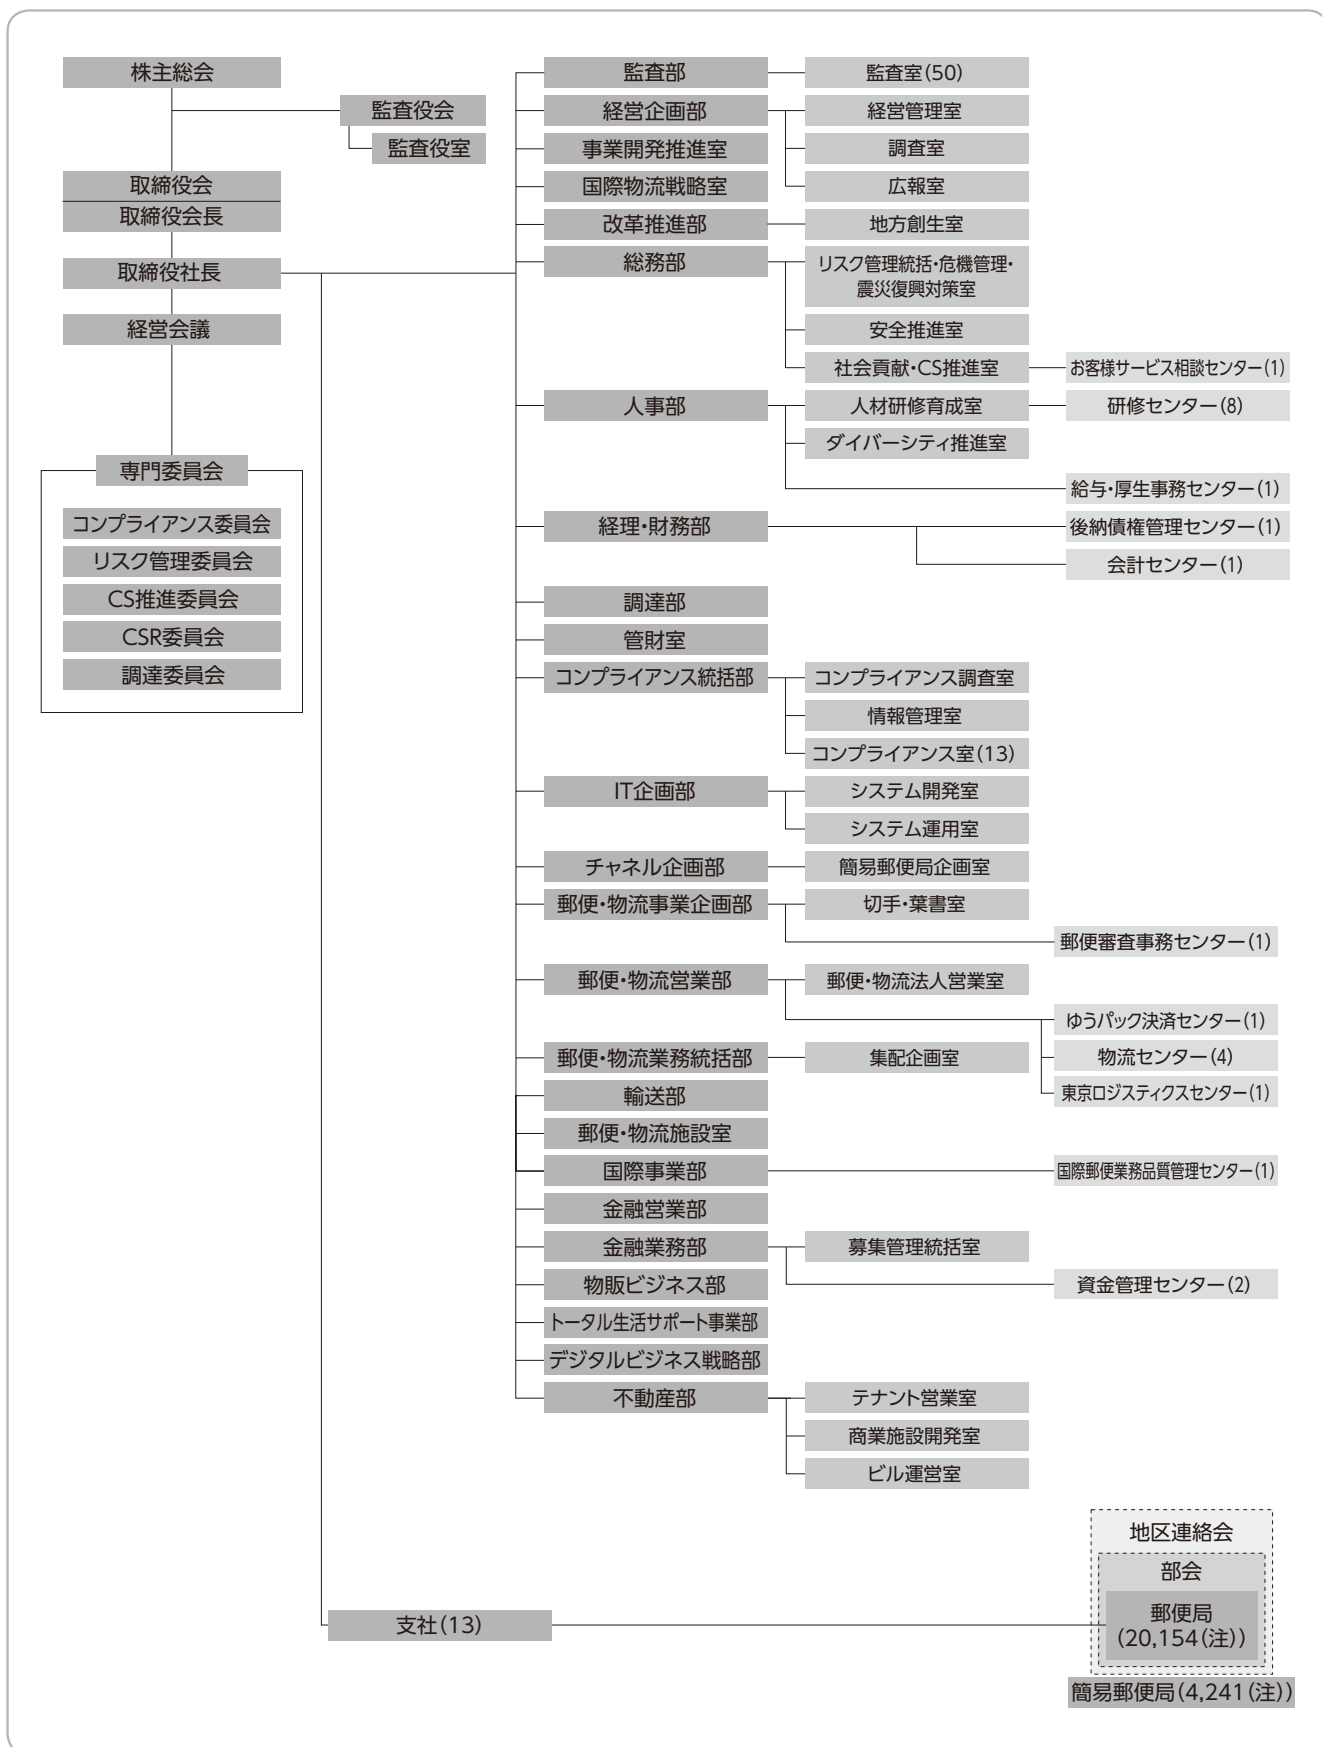 株主総会
監査役会
監査役室
取締役会
取締役会長
取締役社長
経営会議
専門委員会
コンプライアンス委員会
リスク管理委員会
CS推進委員会
CSR委員会
調達委員会
監査部
監査室(50)
経営企画部
経営管理室
事業開発推進室
調査室
国際物流戦略室
広報室
改革推進部
地方創生室
総務部
リスク管理統括・危機管理・
震災復興対策室
安全推進室
社会貢献・CS推進室
お客様サービス相談センター(1)
人事部
人材研修育成室
研修センター(8)
ダイバーシティ推進室
給与・厚生事務センター(1)
経理・財務部
後納債権管理センター(1)
会計センター(1)
調達部
管財室
コンプライアンス統括部
コンプライアンス調査室
情報管理室
コンプライアンス室(13)
IT企画部
システム開発室
システム運用室
チャネル企画部
簡易郵便局企画室
郵便・物流事業企画部
切手・葉書室
郵便審査事務センター(1)
郵便・物流営業部
郵便・物流法人営業室
ゆうパック決済センター(1)
物流センター(4)
東京ロジスティクスセンター(1)
郵便・物流業務統括部
集配企画室
輸送部
郵便・物流施設室
国際事業部
国際郵便業務品質管理センター(1)
金融営業部
金融業務部
募集管理統括室
資金管理センター(2)
物販ビジネス部
トータル生活サポート事業部
デジタルビジネス戦略部
不動産部
テナント営業室
商業施設開発室
ビル運営室
支社(13)
地区連絡会
部会
郵便局
(20,154(注))
簡易郵便局(4,241(注))